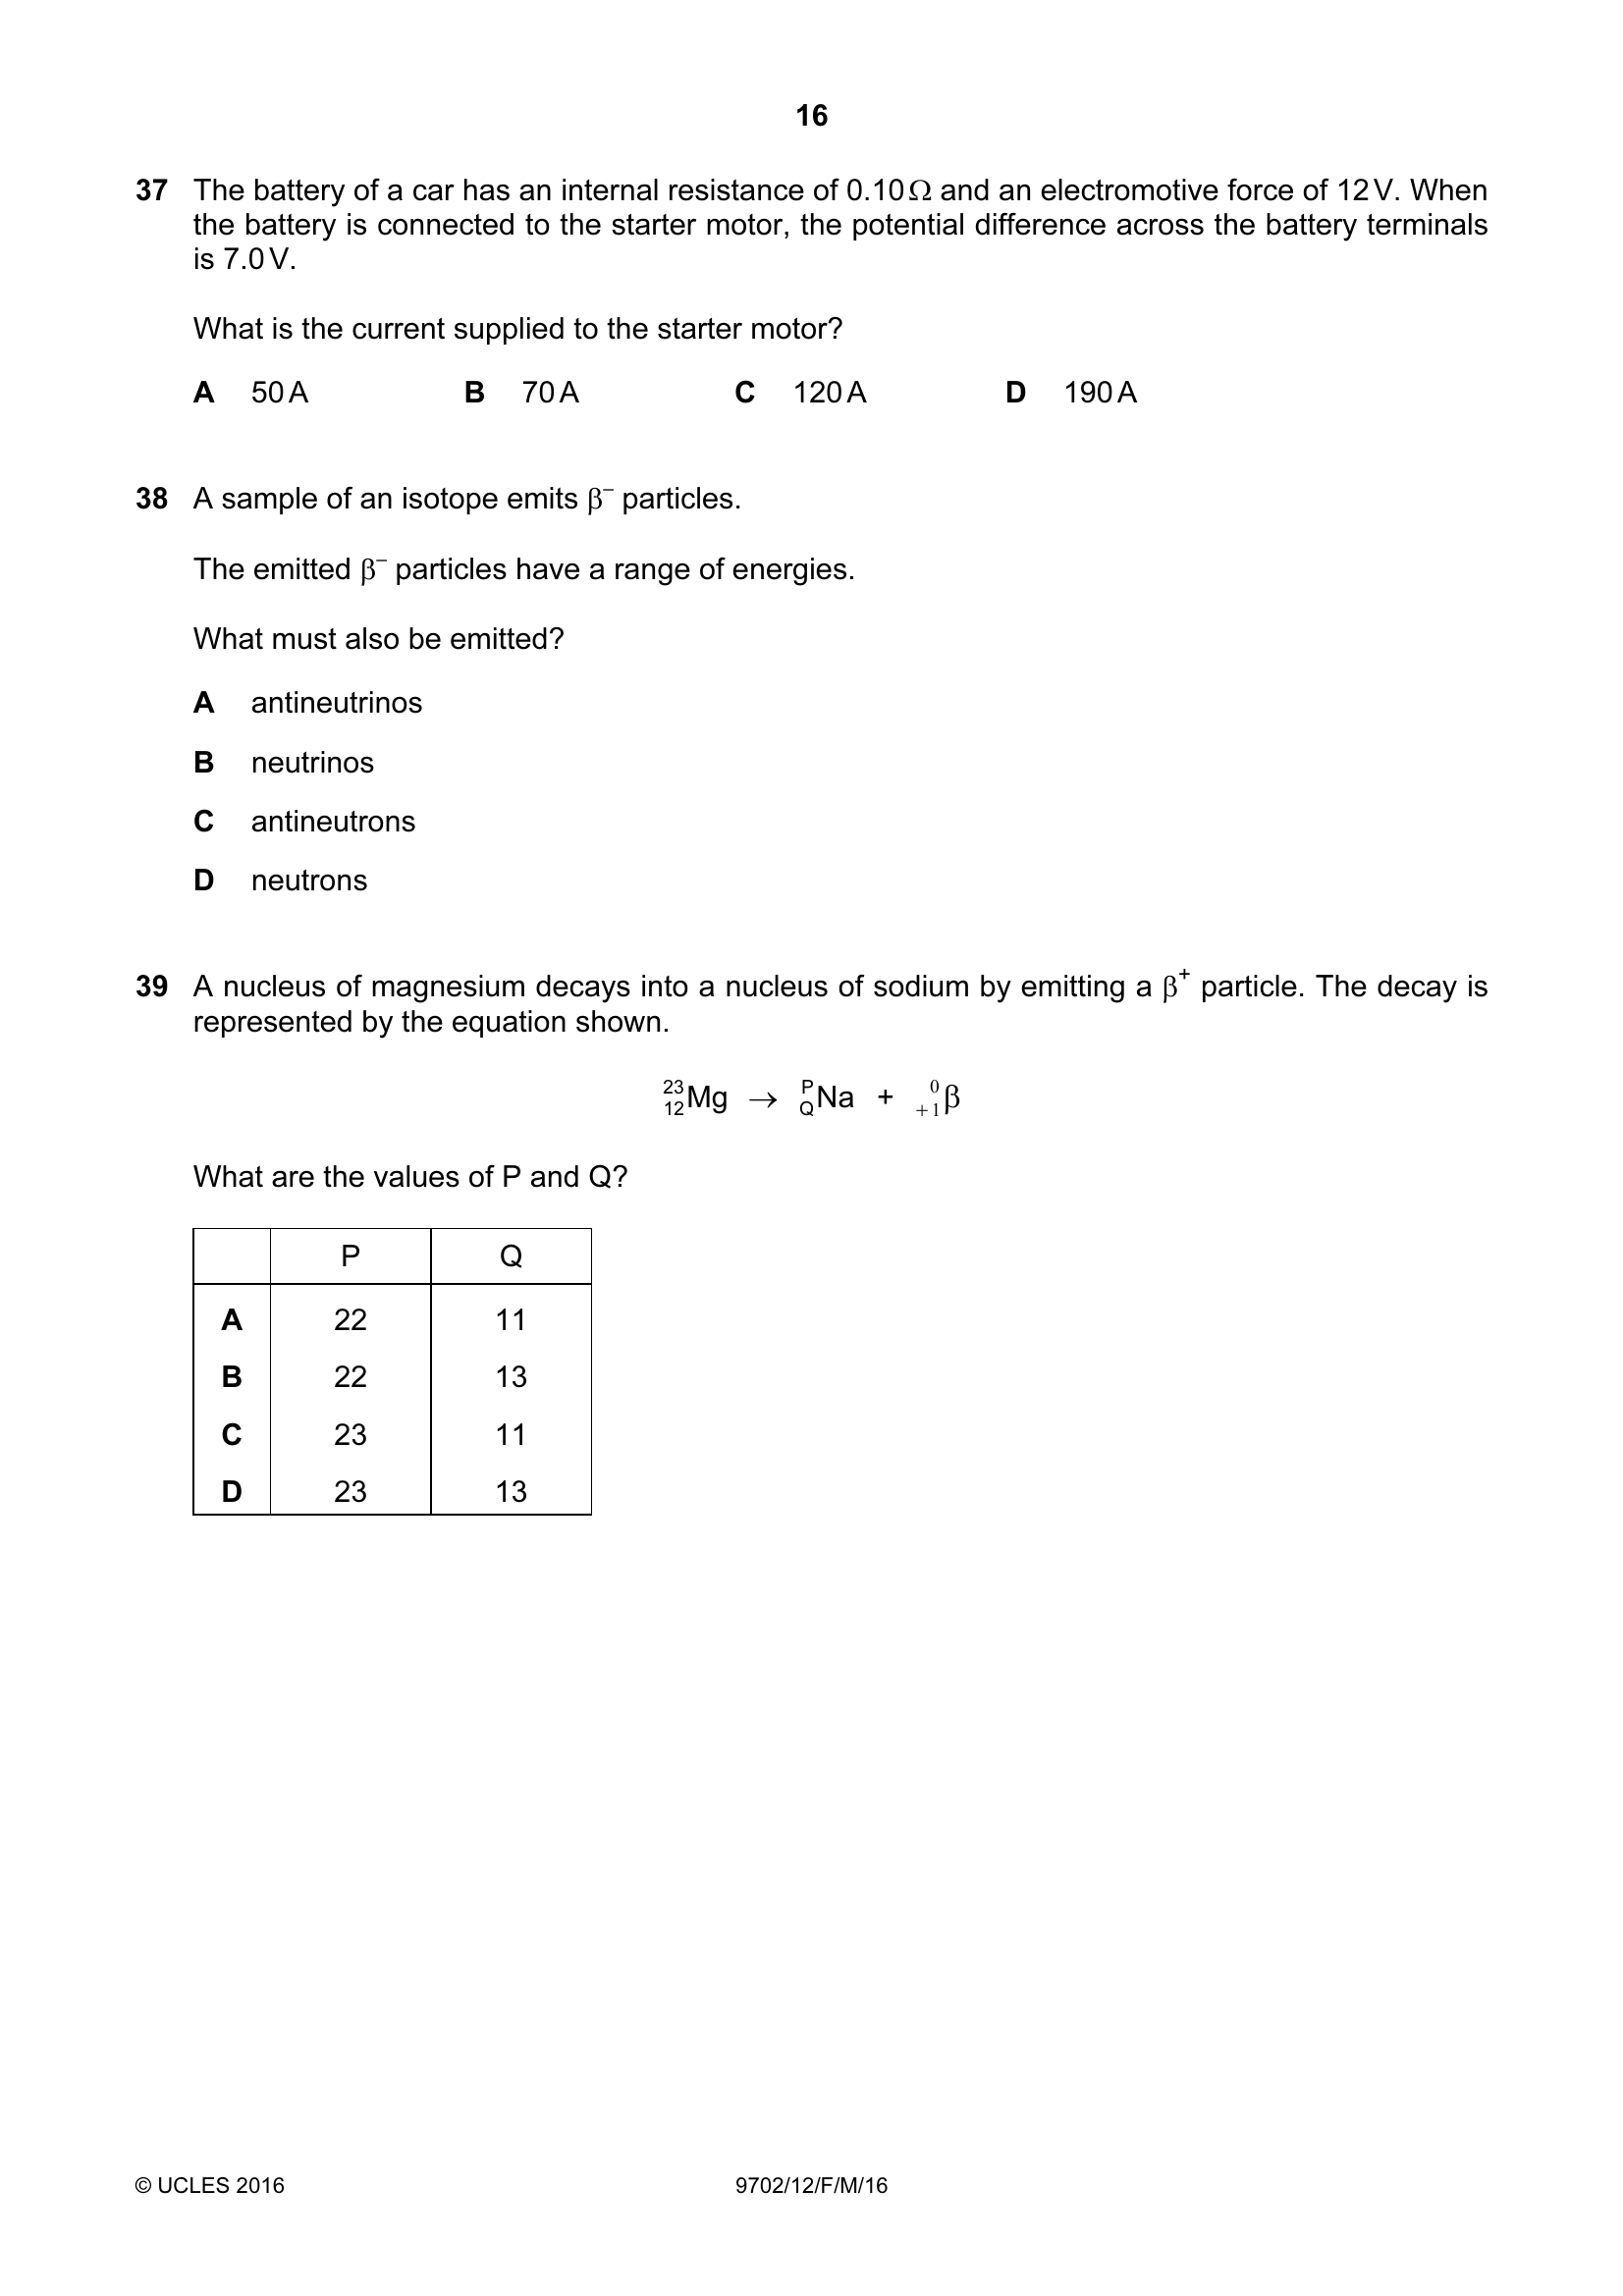 16
37 The battery of a car has an internal resistance of 0.10 Ω and an electromotive force of 12 V. When
the battery is connected to the starter motor, the potential difference across the battery terminals
is 7.0 V.
What is the current supplied to the starter motor?
A 50 A B 70 A C 120 A D 190 A
38 A sample of an isotope emits β⁻ particles.
The emitted β⁻ particles have a range of energies.
What must also be emitted?
A antineutrinos
B neutrinos
C antineutrons
D neutrons
39 A nucleus of magnesium decays into a nucleus of sodium by emitting a β⁺ particle. The decay is
represented by the equation shown.
$^{23}_{12}$Mg → $^{P}_{Q}$Na + $^{0}_{+1}$β
What are the values of P and Q?
P Q
A 22 11
B 22 13
C 23 11
D 23 13
© UCLES 2016 9702/12/F/M/16